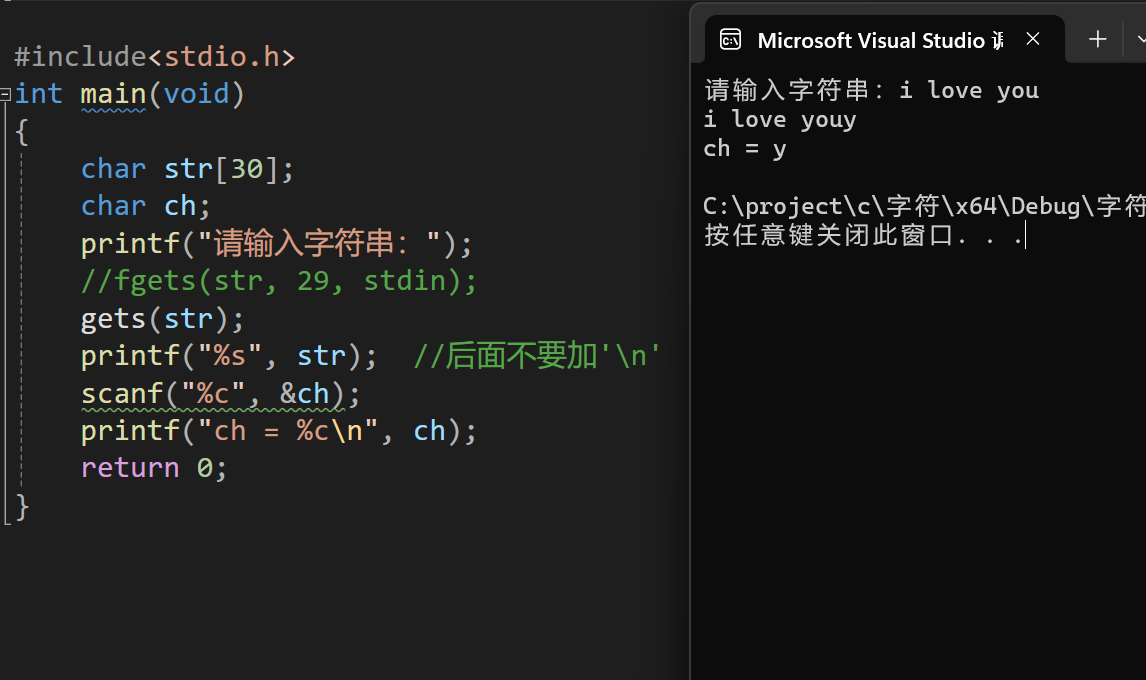 #include<stdio.h>
int main(void)
{
    char str[30];
    char ch;
    printf("请输入字符串: ");
    //fgets(str, 29, stdin);
    gets(str);
    printf("%s", str);  //后面不要加'\n'
    scanf("%c", &ch);
    printf("ch = %c\n", ch);
    return 0;
}
Microsoft Visual Studio
请输入字符串: i love you
i love youy
ch = y
C:\project\c\字符\x64\Debug\字符
按任意键关闭此窗口. . .